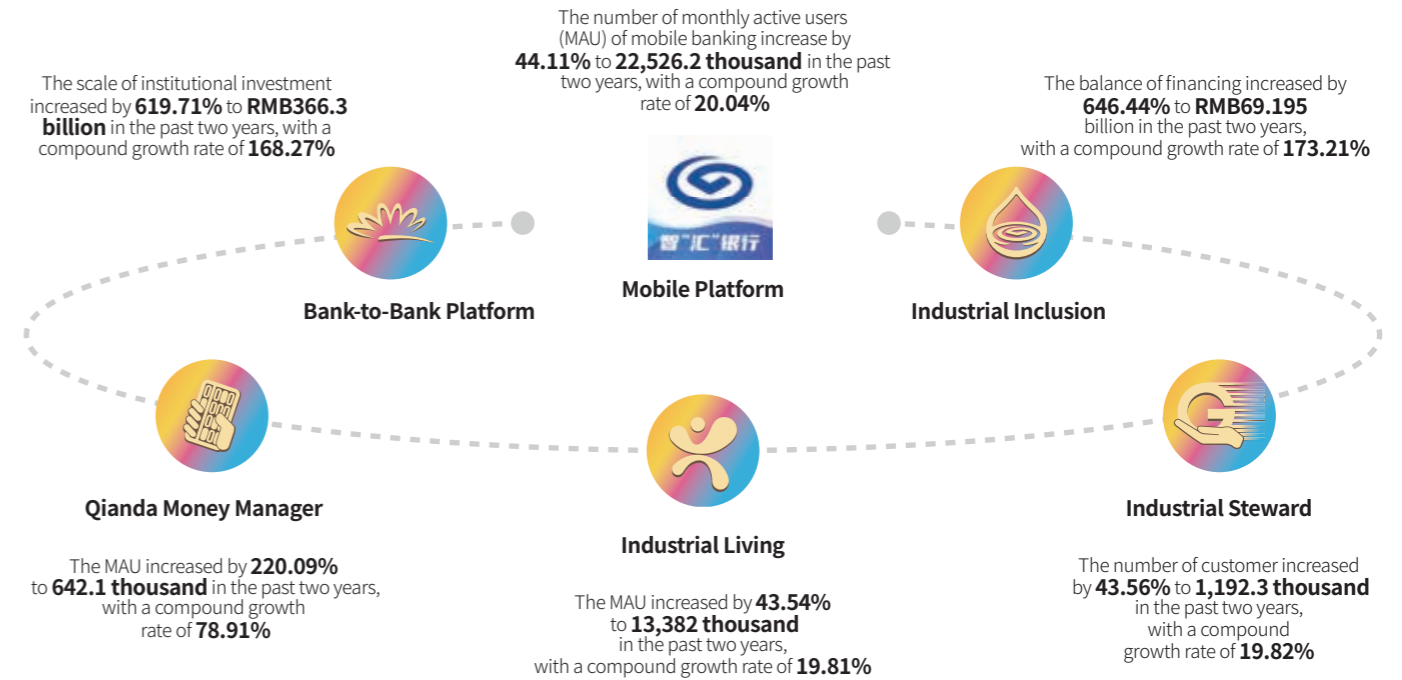 The number of monthly active users
(MAU) of mobile banking increase by
44.11% to 22,526.2 thousand in the past
two years, with a compound growth
rate of 20.04%
The scale of institutional investment
increased by 619.71% to RMB366.3
billion in the past two years, with a
compound growth rate of 168.27%
The balance of financing increased by
646.44% to RMB69.195
billion in the past two years,
with a compound growth rate of 173.21%
智“汇”银行
Mobile Platform
Bank-to-Bank Platform
Industrial Inclusion
Qianda Money Manager
The MAU increased by 220.09%
to 642.1 thousand in the past two years,
with a compound growth
rate of 78.91%
Industrial Living
The MAU increased by 43.54%
to 13,382 thousand
in the past two years,
with a compound growth rate of 19.81%
Industrial Steward
The number of customer increased
by 43.56% to 1,192.3 thousand
in the past two years,
with a compound
growth rate of 19.82%